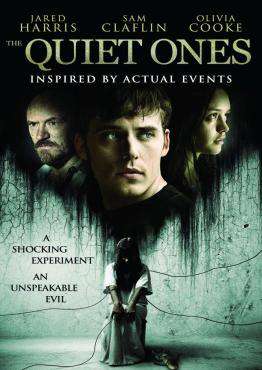 JARED HARRIS
SAM CLAFLIN
OLIVIA COOKE
THE QUIET ONES
INSPIRED BY ACTUAL EVENTS
A
SHOCKING
EXPERIMENT
AN
UNSPEAKABLE
EVIL